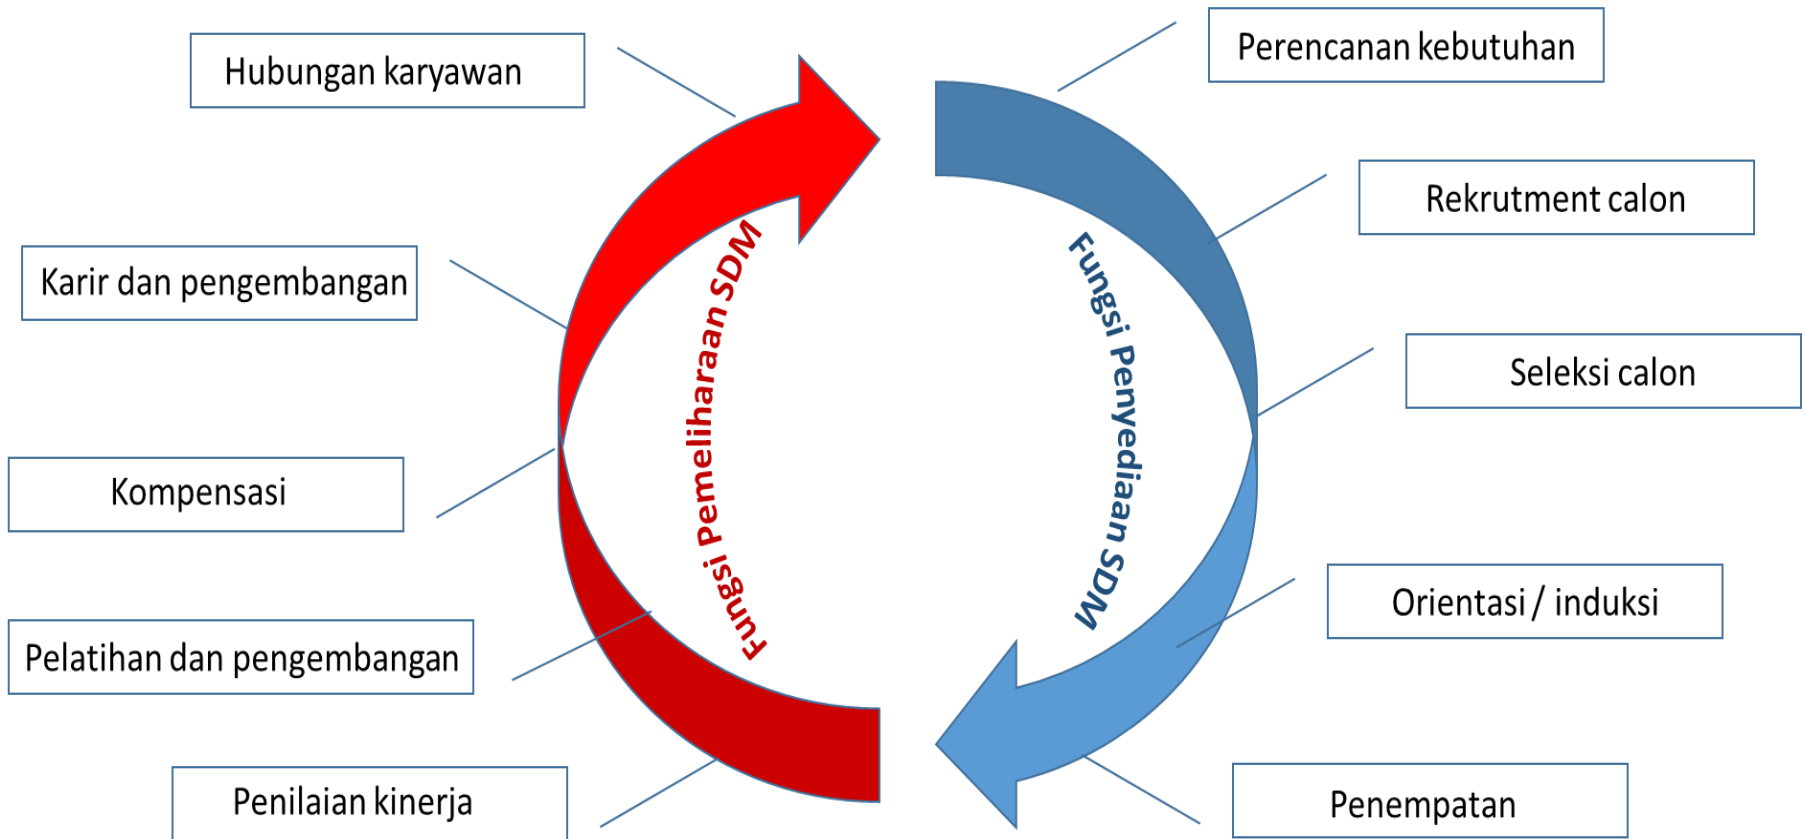 Hubungan karyawan
Perencanan kebutuhan
Rekrutment calon
Karir dan pengembangan
Seleksi calon
Fungsi Pemeliharaan SDM
Fungsi Penyediaan SDM
Kompensasi
Orientasi / induksi
Pelatihan dan pengembangan
Penilaian kinerja
Penempatan